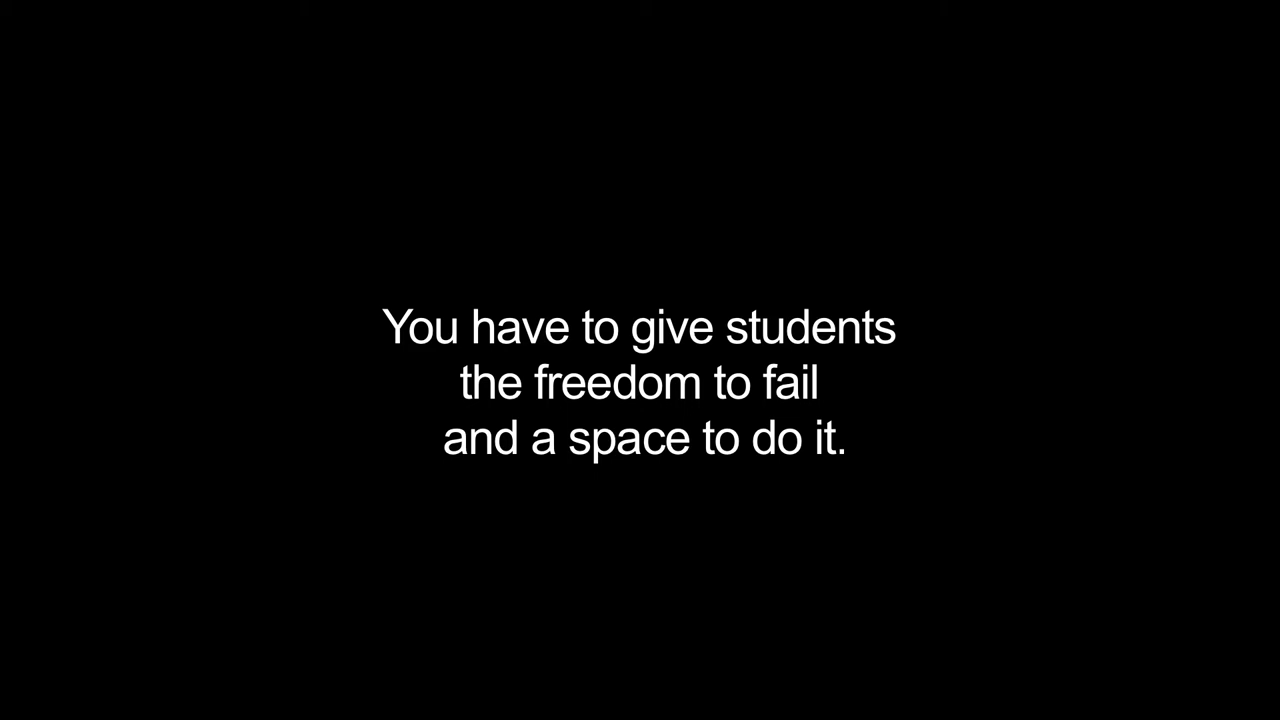 You have to give students
the freedom to fail
and a space to do it.